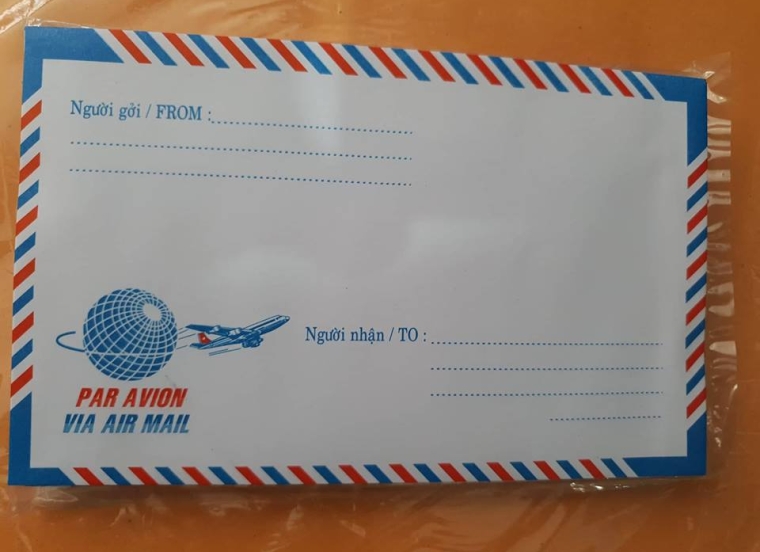 Người gởi / FROM :
Người nhận / TO :
PAR AVION
VIA AIR MAIL